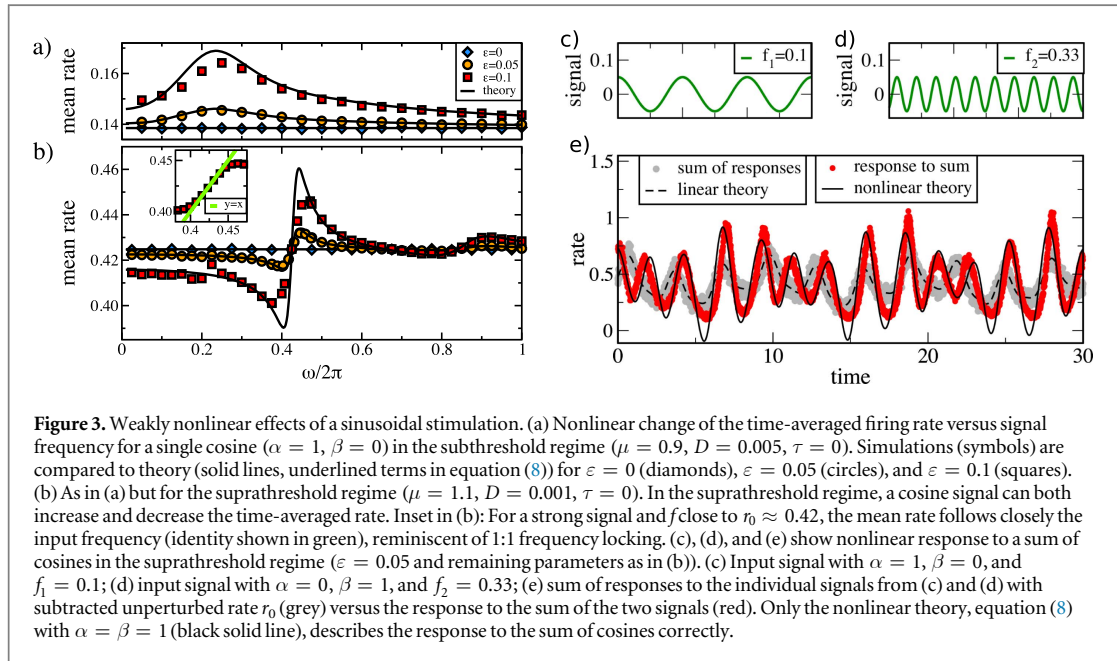 a)
mean rate
0.16
0.14
ε=0
ε=0.05
ε=0.1
theory
b)
mean rate
0.46
0.44
0.42
0.40
0.45
0.40
0.4
0.45
y=x
0
0.2
0.4
0.6
0.8
1
ω/2π
c)
signal
0.1
0
f1=0.1
d)
signal
0.1
0
f2=0.33
e)
rate
1.5
1
0.5
0
sum of responses
linear theory
response to sum
nonlinear theory
0
10
20
30
time
Figure 3. Weakly nonlinear effects of a sinusoidal stimulation. (a) Nonlinear change of the time-averaged firing rate versus signal
frequency for a single cosine (α = 1, β = 0) in the subthreshold regime (μ = 0.9, D = 0.005, τ = 0). Simulations (symbols) are
compared to theory (solid lines, underlined terms in equation (8)) for ε = 0 (diamonds), ε = 0.05 (circles), and ε = 0.1 (squares).
(b) As in (a) but for the suprathreshold regime (μ = 1.1, D = 0.001, τ = 0). In the suprathreshold regime, a cosine signal can both
increase and decrease the time-averaged rate. Inset in (b): For a strong signal and f close to r0 ≈ 0.42, the mean rate follows closely the
input frequency (identity shown in green), reminiscent of 1:1 frequency locking. (c), (d), and (e) show nonlinear response to a sum of
cosines in the suprathreshold regime (ε = 0.05 and remaining parameters as in (b)). (c) Input signal with α = 1, β = 0, and
f1 = 0.1; (d) input signal with α = 0, β = 1, and f2 = 0.33; (e) sum of responses to the individual signals from (c) and (d) with
subtracted unperturbed rate r0 (grey) versus the response to the sum of the two signals (red). Only the nonlinear theory, equation (8)
with α = β = 1 (black solid line), describes the response to the sum of cosines correctly.